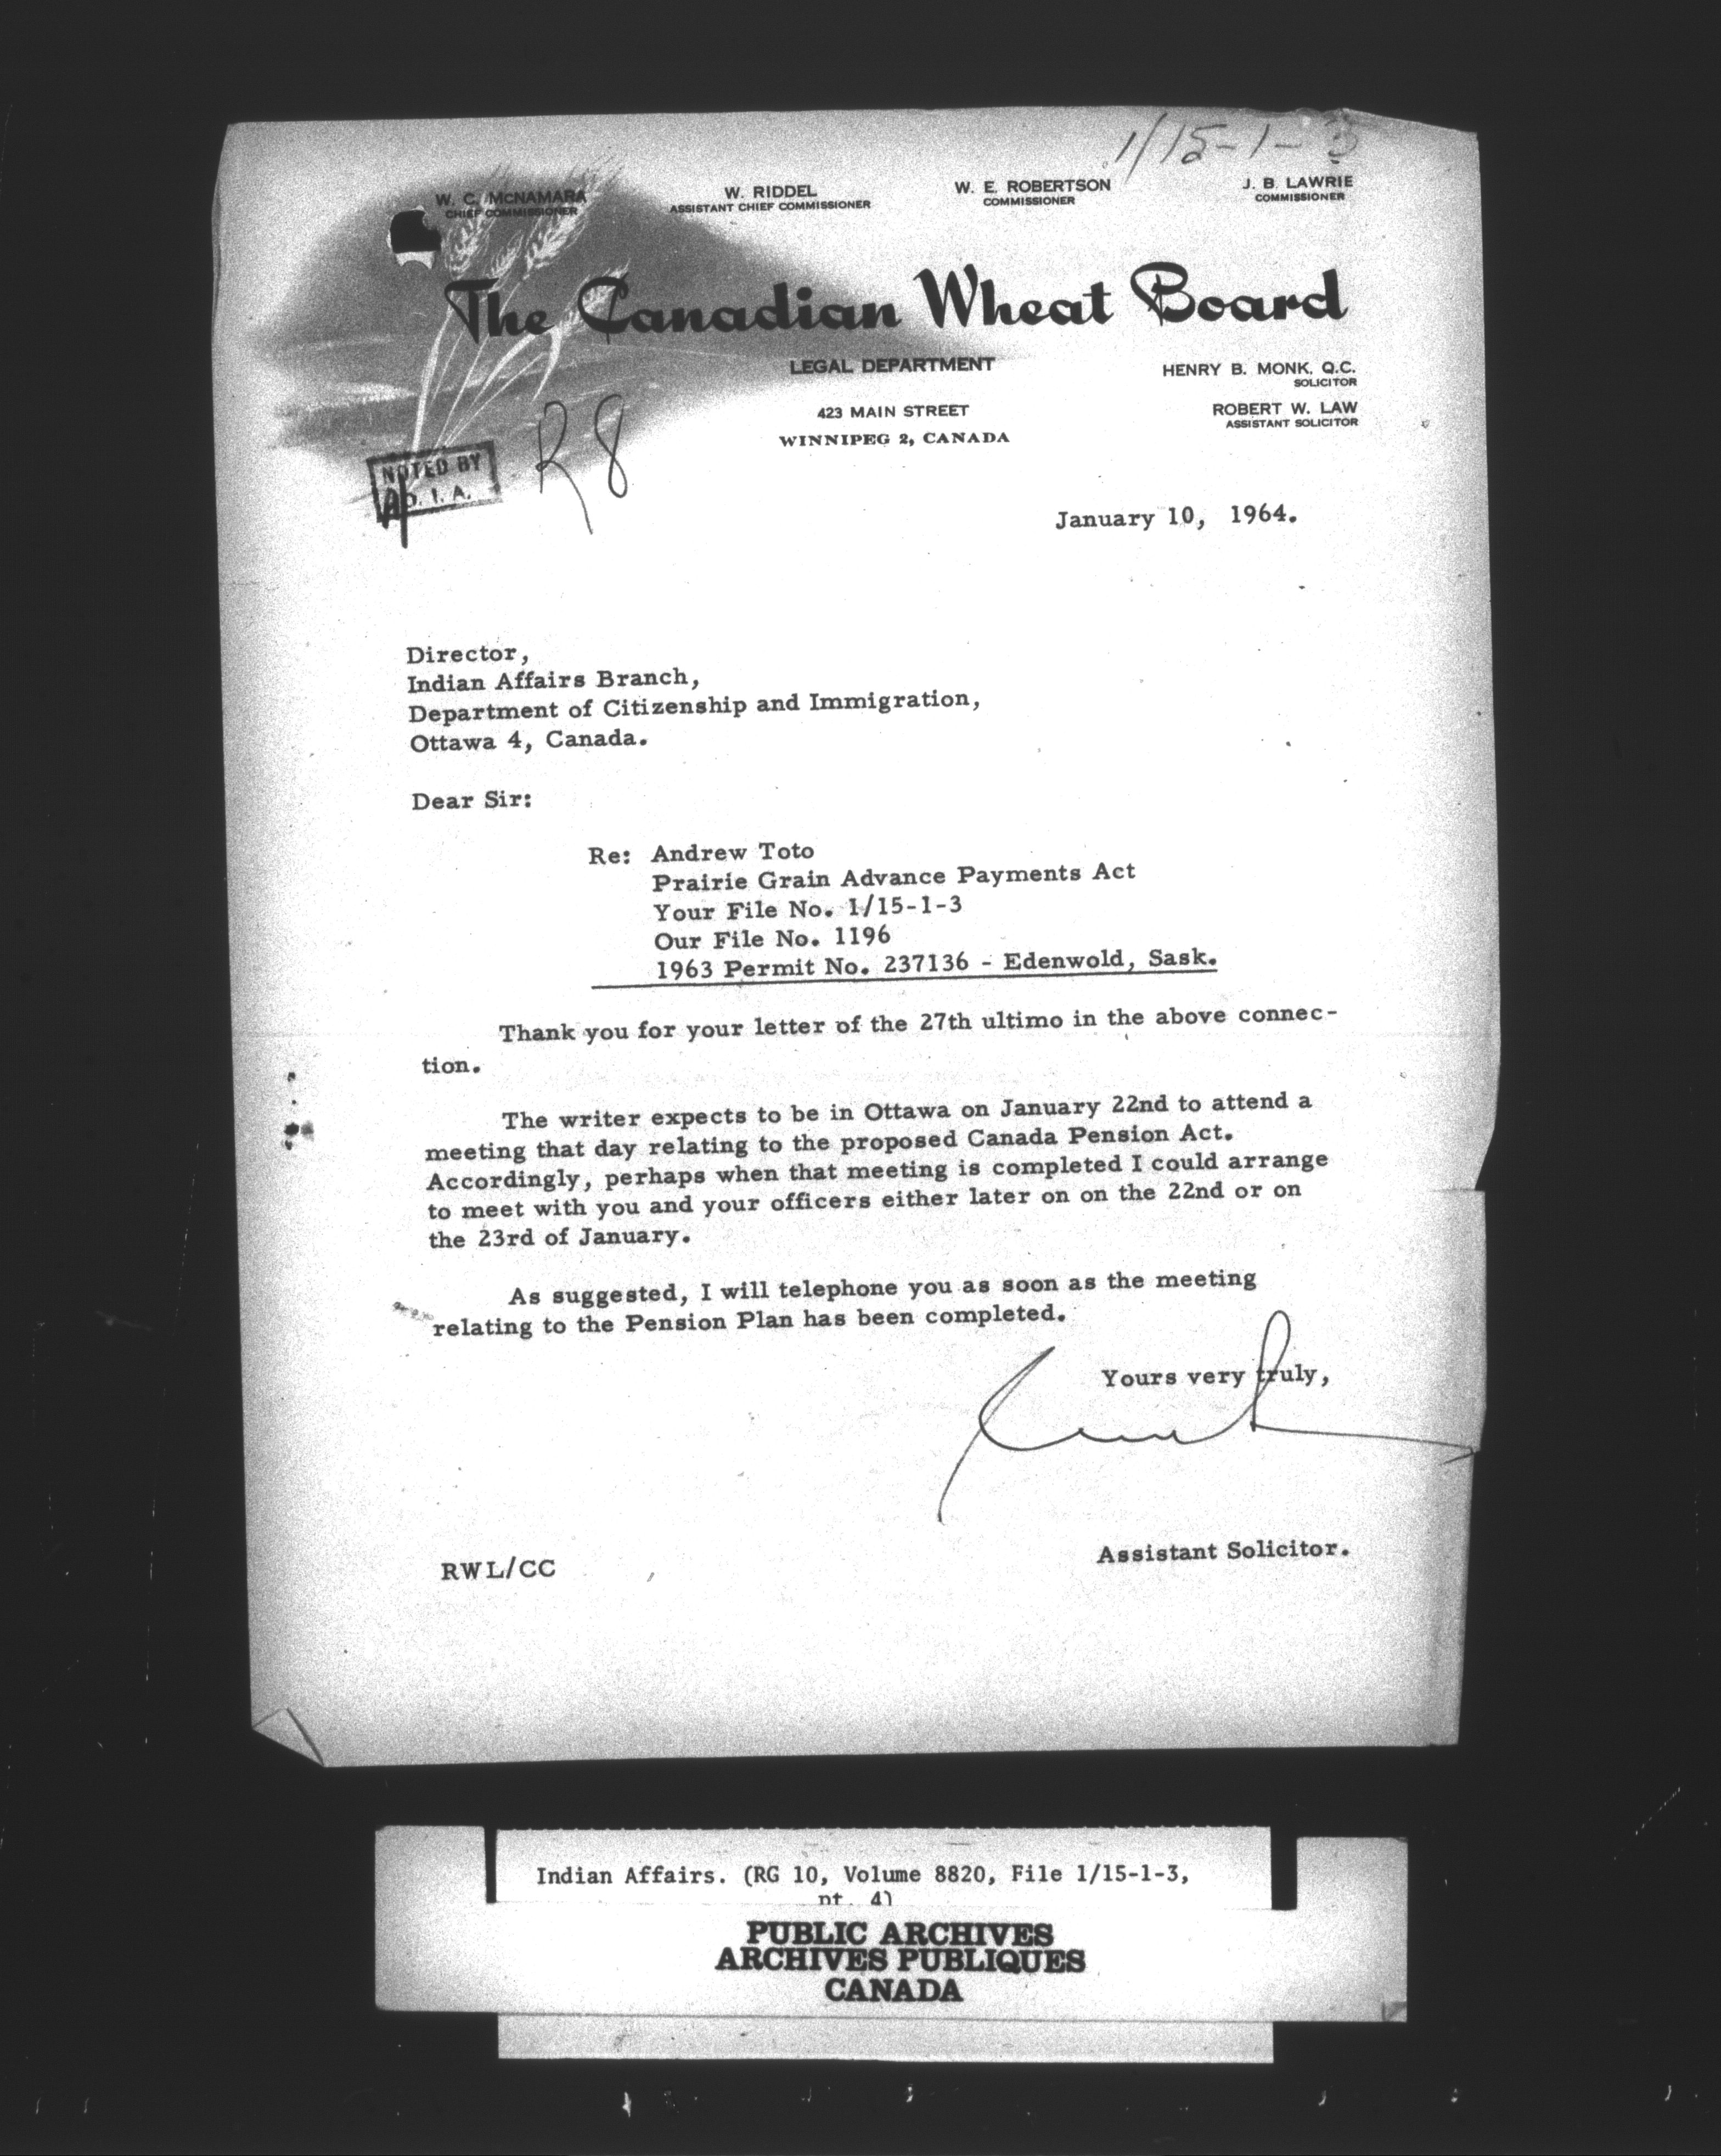 1/15-1-3
W. C. MCNAMARA
CHIEF COMMISSIONER
W. RIDDEL
ASSISTANT CHIEF COMMISSIONER
W. E. ROBERTSON
COMMISSIONER
J. B. LAWRIE
COMMISSIONER
The Canadian Wheat Board
LEGAL DEPARTMENT
423 MAIN STREET
WINNIPEG 2, CANADA
HENRY B. MONK, Q.C.
SOLICITOR
ROBERT W. LAW
ASSISTANT SOLICITOR
NOTED BY
D. I. A.
R8
January 10, 1964.
Director,
Indian Affairs Branch,
Department of Citizenship and Immigration,
Ottawa 4, Canada.
Dear Sir:
Re: Andrew Toto
Prairie Grain Advance Payments Act
Your File No. 1/15-1-3
Our File No. 1196
1963 Permit No. 237136 - Edenwold, Sask.
Thank you for your letter of the 27th ultimo in the above connec-
tion.
The writer expects to be in Ottawa on January 22nd to attend a
meeting that day relating to the proposed Canada Pension Act.
Accordingly, perhaps when that meeting is completed I could arrange
to meet with you and your officers either later on on the 22nd or on
the 23rd of January.
As suggested, I will telephone you as soon as the meeting
relating to the Pension Plan has been completed.
Yours very truly,
Assistant Solicitor.
RWL/CC
Indian Affairs. (RG 10, Volume 8820, File 1/15-1-3,
pt. 4)
PUBLIC ARCHIVES
ARCHIVES PUBLIQUES
CANADA